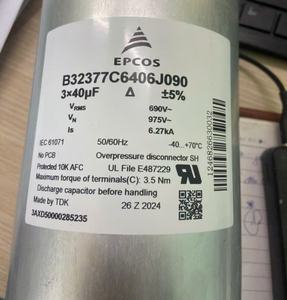 EPCOS
B32377C6406J090
3×40µF Δ ±5%
VRMS 690V~
VN 975V~
Is 6.27kA
IEC 61071 50/60Hz -40...+70°C
No PCB Overpressure disconnector SH
Protected 10K AFC UL File E487229
Maximum torque of terminals(C): 3.5 Nm
Discharge capacitor before handling
Made by TDK 26 Z 2024
3AXD50000285235